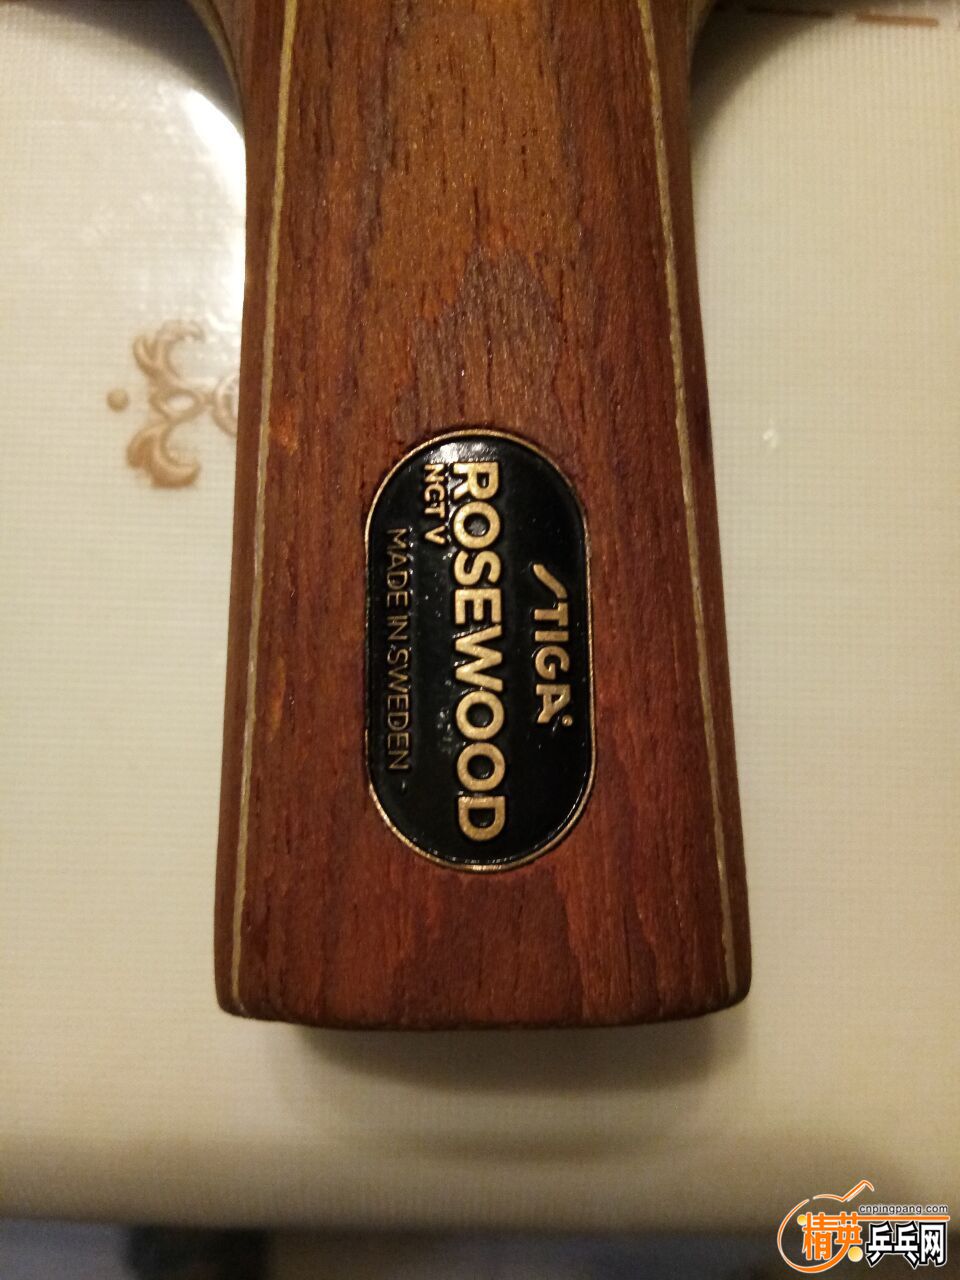 STIGA
ROSEWOOD
NCT V
MADE IN SWEDEN
cnpingpang.com
精英乒乓网